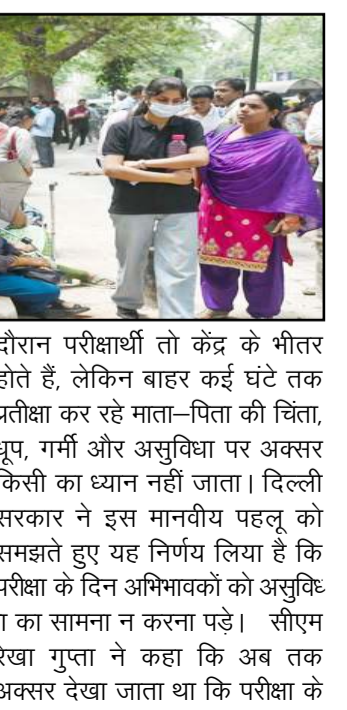 दौरान परीक्षार्थी तो केंद्र के भीतर
होते हैं, लेकिन बाहर कई घंटे तक
प्रतीक्षा कर रहे माता–पिता की चिंता,
धूप, गर्मी और असुविधा पर अक्सर
किसी का ध्यान नहीं जाता। दिल्ली
सरकार ने इस मानवीय पहलू को
समझते हुए यह निर्णय लिया है कि
परीक्षा के दिन अभिभावकों को असुविध
ा का सामना न करना पड़े। सीएम
रेखा गुप्ता ने कहा कि अब तक
अक्सर देखा जाता था कि परीक्षा के